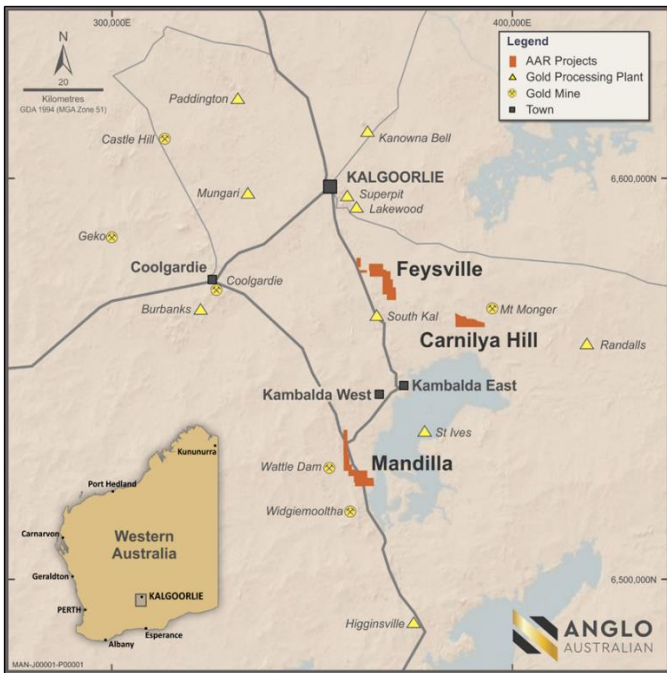 300,000E
400,000E
N
20
Kilometres
GDA 1994 (MGA Zone 51)
Legend
AAR Projects
Gold Processing Plant
Gold Mine
Town
Paddington
Castle Hill
Kanowna Bell
6,600,000N
KALGOORLIE
Mungari
Superpit
Lakewood
Geko
Coolgardie
Coolgardie
Feysville
Burbanks
South Kal
Mt Monger
Carnilya Hill
Randalls
Kambalda West
Kambalda East
St Ives
Wattle Dam
Mandilla
Widgiemooltha
Kununurra
Port Hedland
Western
Australia
Carnarvon
Geraldton
KALGOORLIE
PERTH
Esperance
Albany
6,500,000N
Higginsville
ANGLO
AUSTRALIAN
MAN-J00001-P00001